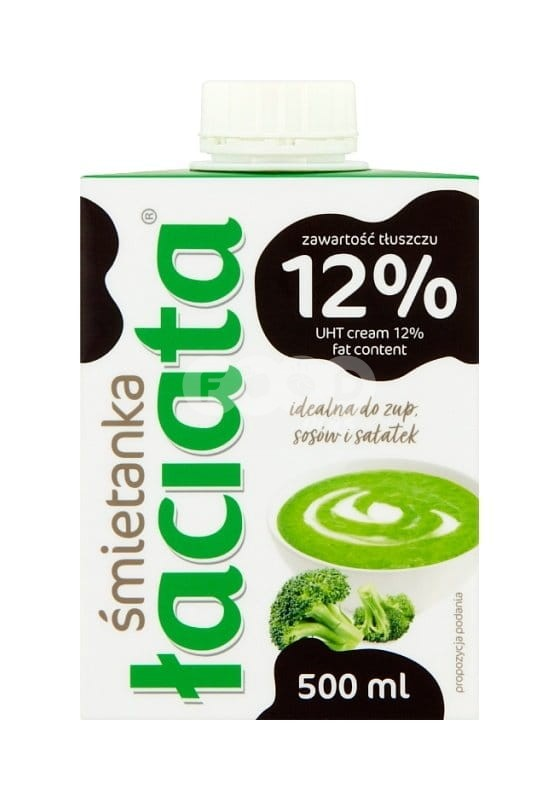 śmietanka
łaciata
®
zawartość tłuszczu
12%
UHT cream 12%
fat content
idealna do zup,
sosów i sałatek
propozycja podania
500 ml